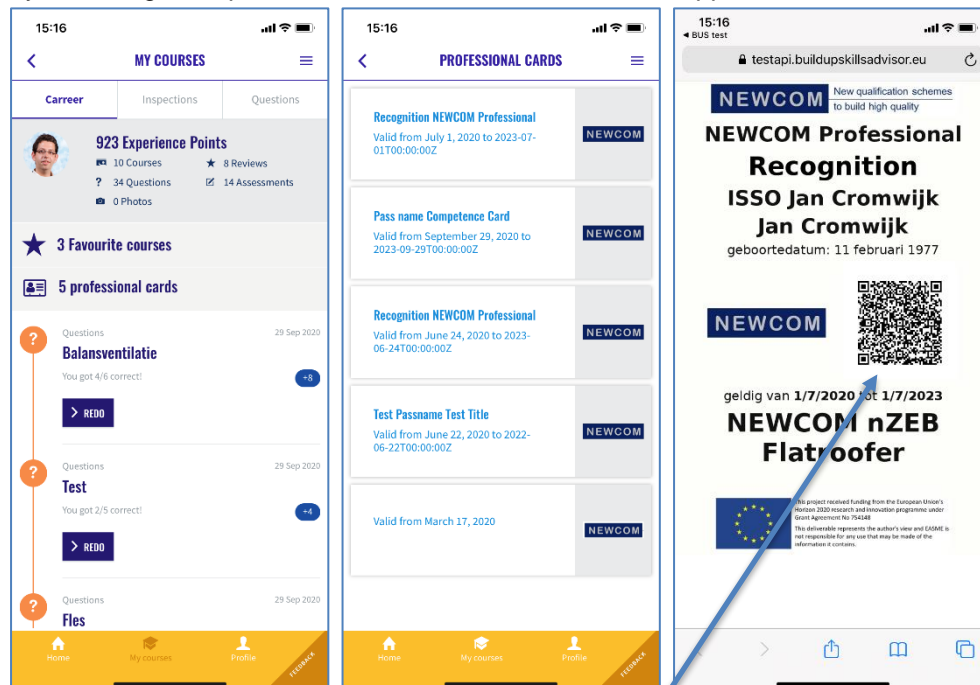 15:16
MY COURSES
Carreer
Inspections
Questions
923 Experience Points
10 Courses
8 Reviews
34 Questions
14 Assessments
0 Photos
3 Favourite courses
5 professional cards
Questions
29 Sep 2020
Balansventilatie
You got 4/6 correct!
+8
REDO
Questions
29 Sep 2020
Test
You got 2/5 correct!
+4
REDO
Questions
29 Sep 2020
Fles
Home
My courses
Profile
FEEDBACK
15:16
PROFESSIONAL CARDS
Recognition NEWCOM Professional
Valid from July 1, 2020 to 2023-07-
01T00:00:00Z
NEWCOM
Pass name Competence Card
Valid from September 29, 2020 to
2023-09-29T00:00:00Z
NEWCOM
Recognition NEWCOM Professional
Valid from June 24, 2020 to 2023-
06-24T00:00:00Z
NEWCOM
Test Passname Test Title
Valid from June 22, 2020 to 2022-
06-22T00:00:00Z
NEWCOM
Valid from March 17, 2020
NEWCOM
Home
My courses
Profile
FEEDBACK
15:16
BUS test
testapi.buildupskillsadvisor.eu
NEWCOM
New qualification schemes
to build high quality
NEWCOM Professional
Recognition
ISSO Jan Cromwijk
Jan Cromwijk
geboortedatum: 11 februari 1977
NEWCOM
geldig van 1/7/2020 tot 1/7/2023
NEWCOM nZEB
Flatroofer
This project received funding from the European Union's
Horizon 2020 research and innovation programme under
Grant Agreement No 754148
This deliverable represents the author's view and EASME is
not responsible for any use that may be made of the
information it contains.